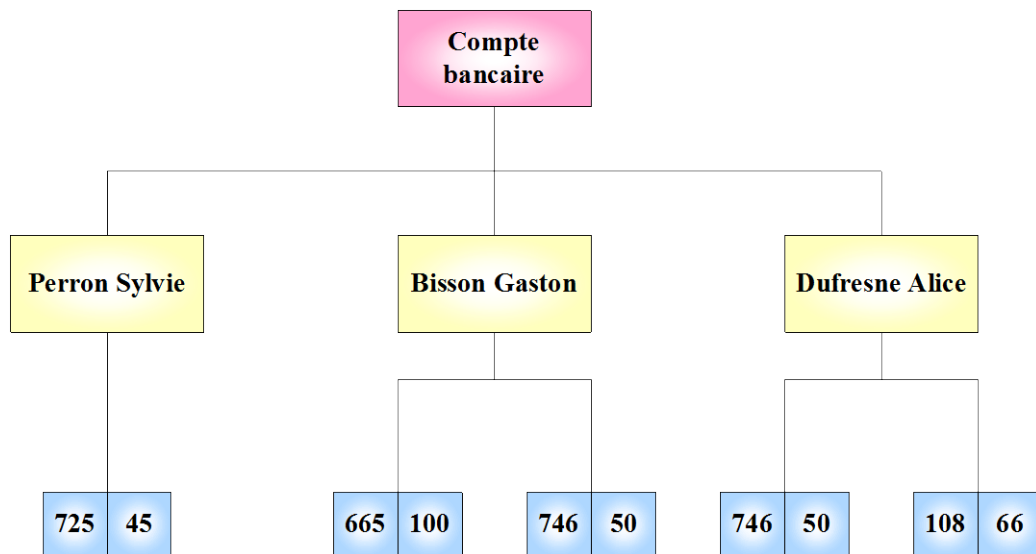 Compte
bancaire
Perron Sylvie
Bisson Gaston
Dufresne Alice
725 45
665 100
746 50
746 50
108 66